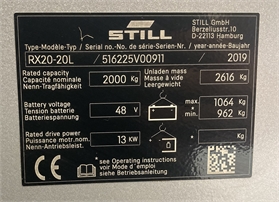 STILL
STILL GmbH
Berzeliusstr.10
D-22113 Hamburg
Type-Modèle-Typ / Serial no.-No. de série-Serien-Nr. / year-année-Baujahr
RX20-20L / 516225V00911 / 2019
Rated capacity
Capacité nominale
Nenn-Tragfähigkeit
2000 Kg
Unladen mass
Masse à vide
Leergewicht
2616 Kg
Battery voltage
Tension batterie
Batteriespannung
48 V
max. * 1064 Kg
min. * 962 Kg
Rated drive power
Puissance mot.nom.
Nenn-Antriebsleistg.
13 KW
* Kg
* see Operating instructions
voir Mode d'emploi
siehe Betriebsanleitung